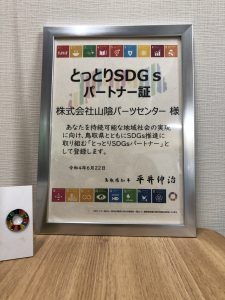 とっとりSDGs
パートナー証
株式会社山陰パーツセンター 様
あなたを持続可能な地域社会の実現
に向け、鳥取県とともにSDGs推進に
取り組む「とっとりSDGsパートナー」と
して登録します。
令和4年6月22日
鳥取県知事 平井伸治